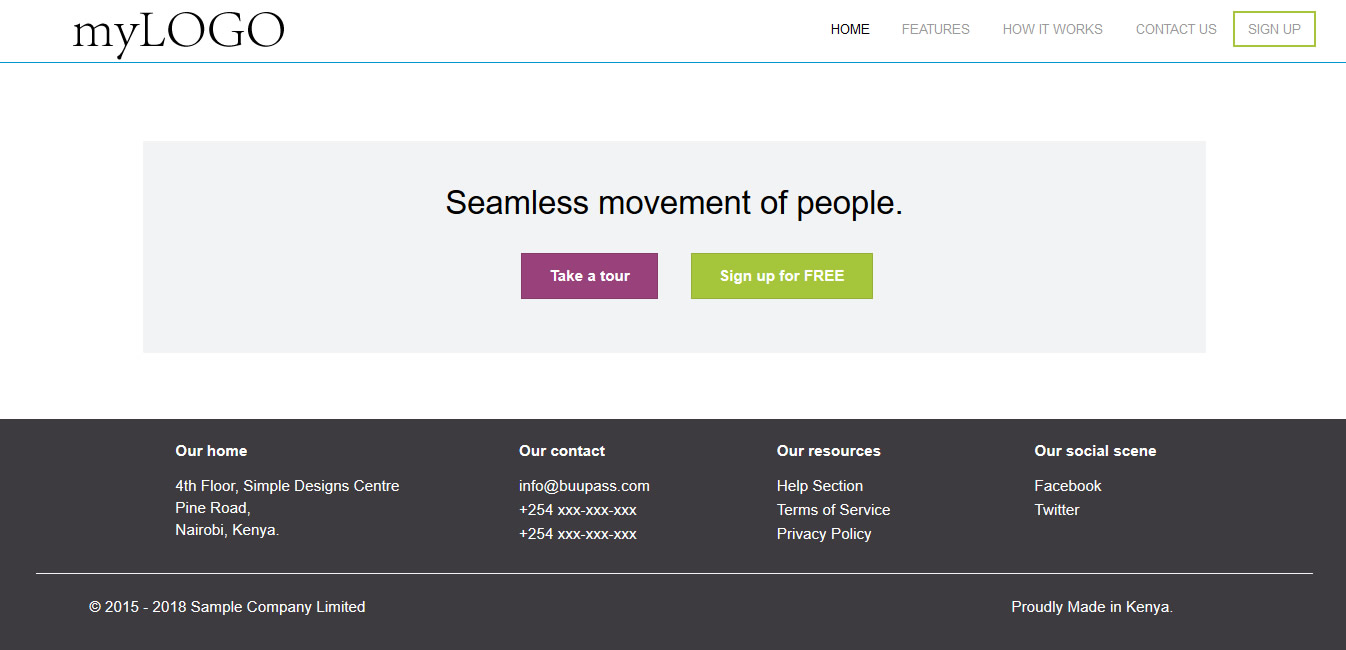 myLOGO
HOME FEATURES HOW IT WORKS CONTACT US SIGN UP
Seamless movement of people.
Take a tour Sign up for FREE
Our home
4th Floor, Simple Designs Centre
Pine Road,
Nairobi, Kenya.
Our contact
info@buupass.com
+254 xxx-xxx-xxx
+254 xxx-xxx-xxx
Our resources
Help Section
Terms of Service
Privacy Policy
Our social scene
Facebook
Twitter
© 2015 - 2018 Sample Company Limited
Proudly Made in Kenya.